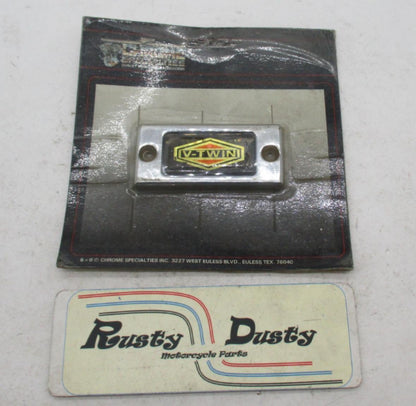 V-TWIN
CHROME SPECIALTIES INC. 3227 WEST EULESS BLVD., EULESS TEX. 76040
Rusty Dusty
Motorcycle Parts